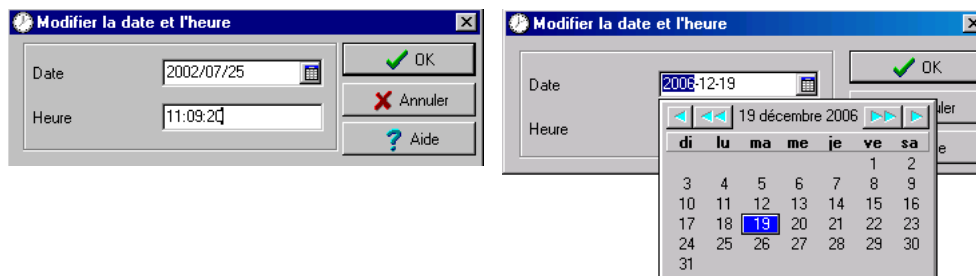 Modifier la date et l'heure
Date 2002/07/25
Heure 11:09:20
OK
Annuler
Aide
Modifier la date et l'heure
Date 2006-12-19
Heure
OK
uler
e
19 décembre 2006
di lu ma me je ve sa
1 2
3 4 5 6 7 8 9
10 11 12 13 14 15 16
17 18 19 20 21 22 23
24 25 26 27 28 29 30
31